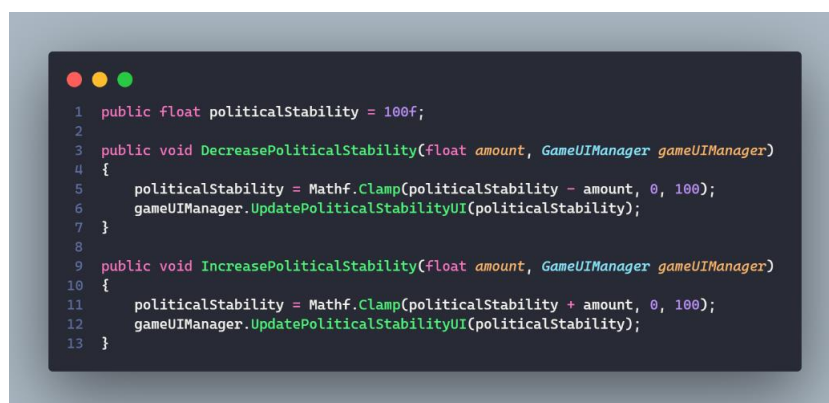 1 public float politicalStability = 100f;
2
3 public void DecreasePoliticalStability(float amount, GameUIManager gameUIManager)
4 {
5     politicalStability = Mathf.Clamp(politicalStability - amount, 0, 100);
6     gameUIManager.UpdatePoliticalStabilityUI(politicalStability);
7 }
8
9 public void IncreasePoliticalStability(float amount, GameUIManager gameUIManager)
10 {
11     politicalStability = Mathf.Clamp(politicalStability + amount, 0, 100);
12     gameUIManager.UpdatePoliticalStabilityUI(politicalStability);
13 }